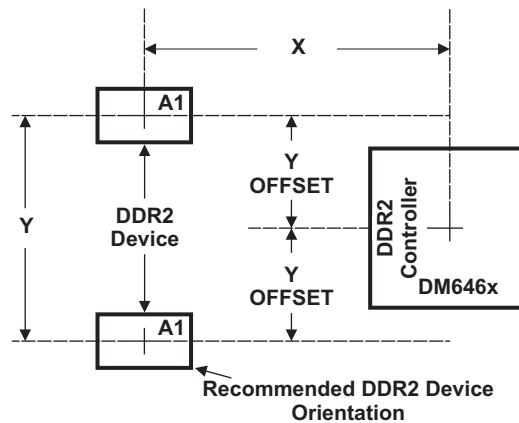 X
A1
Y
OFFSET
Y
DDR2
Device
DDR2
Controller
DM646x
Y
OFFSET
A1
Recommended DDR2 Device
Orientation